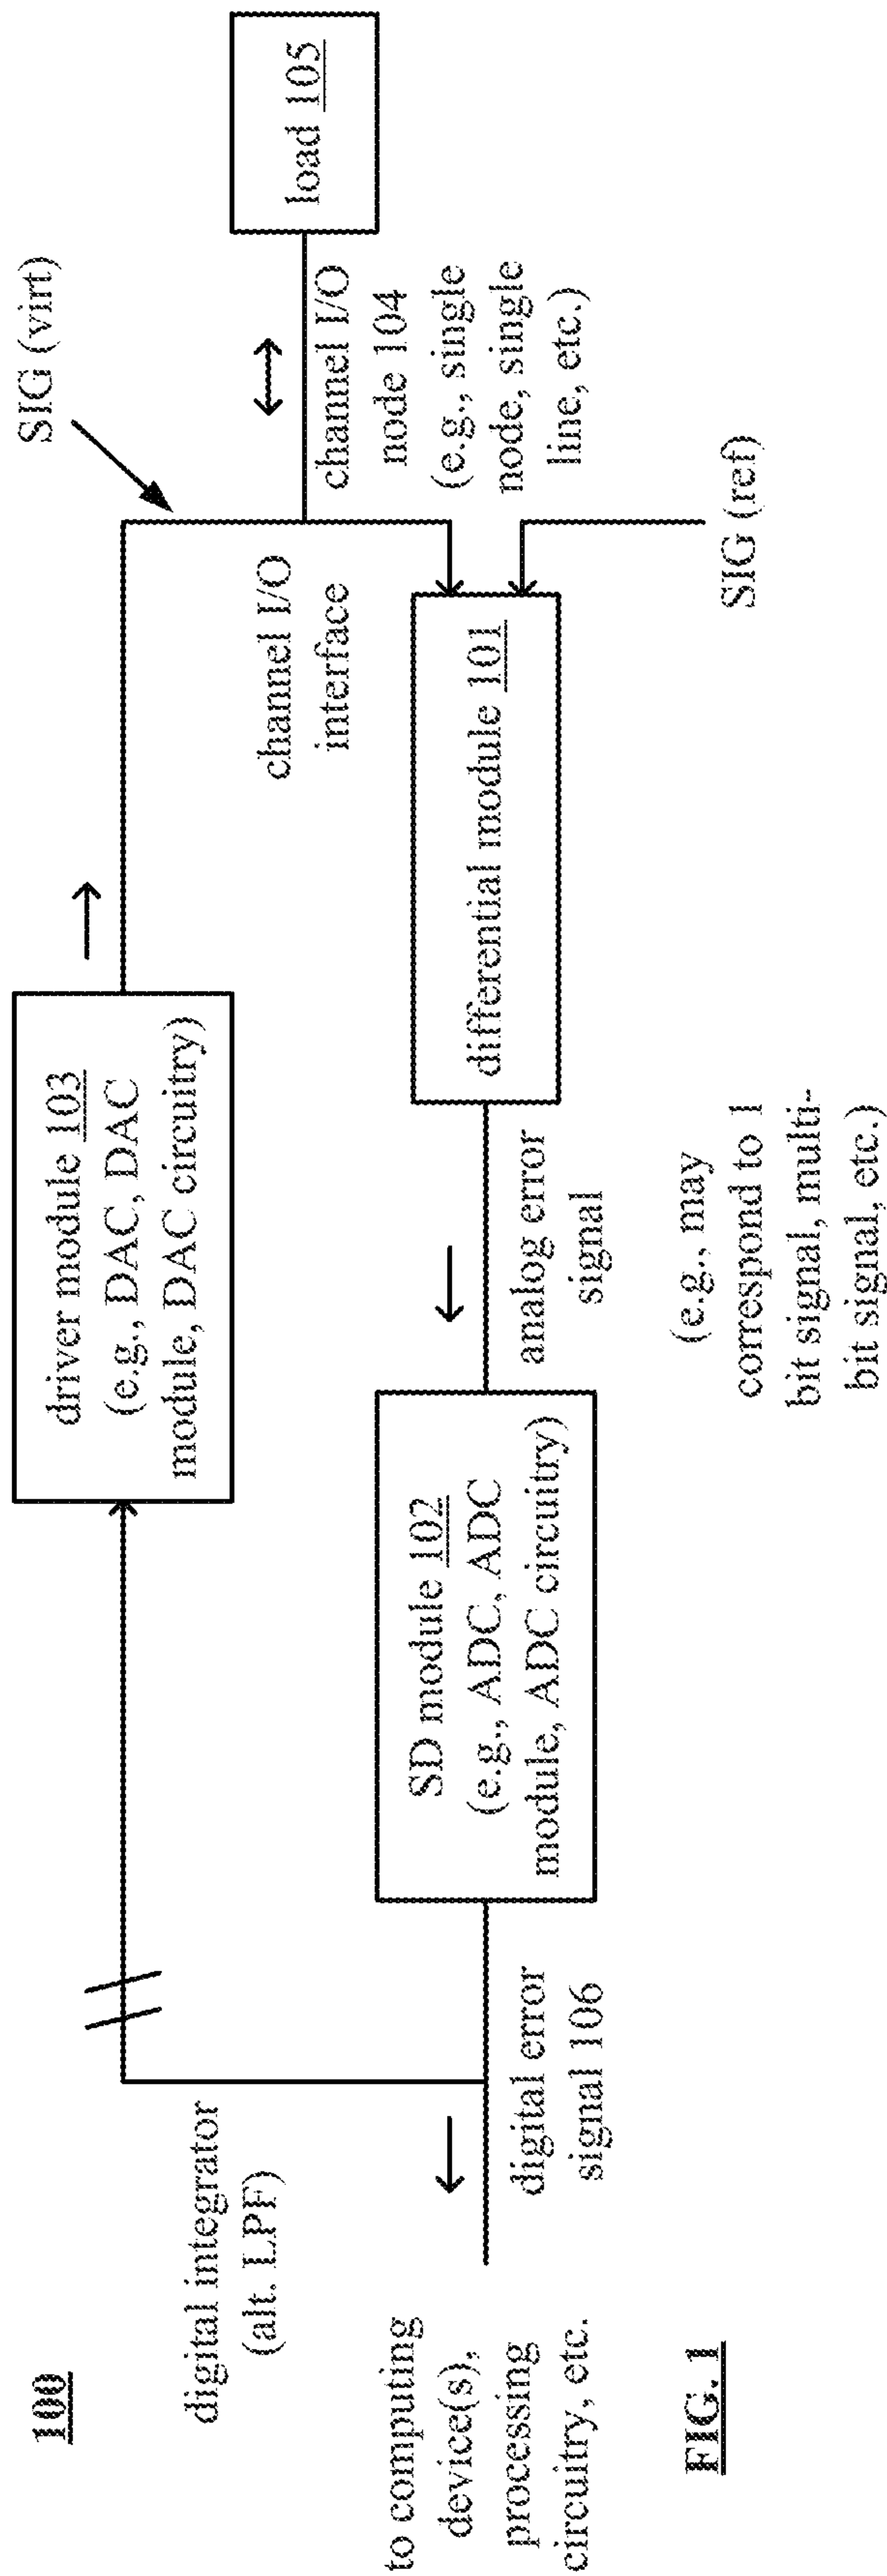 100
driver module 103
(e.g., DAC, DAC
module, DAC circuitry)
SIG (virt)
digital integrator
(alt. LPF)
channel I/O
interface
load 105
channel I/O
node 104
(e.g., single
node, single
line, etc.)
to computing
device(s),
processing
circuitry, etc.
digital error
signal 106
SD module 102
(e.g., ADC, ADC
module, ADC circuitry)
analog error
signal
differential module 101
SIG (ref)
(e.g., may
correspond to 1
bit signal, multi-
bit signal, etc.)
FIG. 1